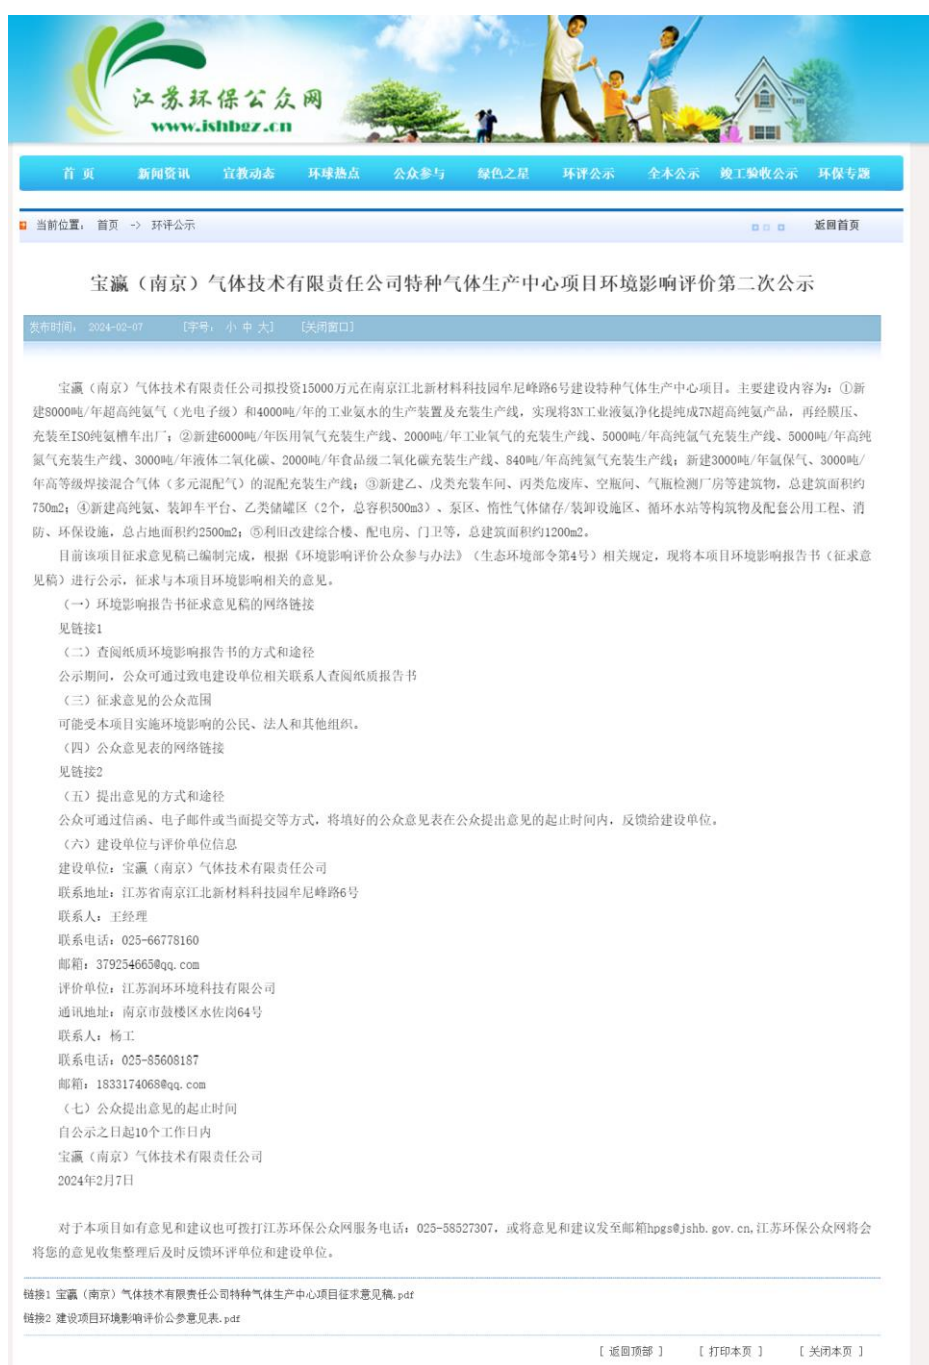 江苏环保公众网
www.jshbgz.cn
首 页 新闻资讯 宣教动态 环球热点 公众参与 绿色之星 环评公示 全本公示 竣工验收公示 环保专题
当前位置: 首页 -> 环评公示 返回首页
宝瀛（南京）气体技术有限责任公司特种气体生产中心项目环境影响评价第二次公示
发布时间: 2024-02-07 [字号: 小 中 大] [关闭窗口]
宝瀛（南京）气体技术有限责任公司拟投资15000万元在南京江北新材料科技园牟尼峰路6号建设特种气体生产中心项目。主要建设内容为：①新
建8000吨/年超高纯氨气（光电子级）和4000吨/年的工业氨水的生产装置及充装生产线，实现将3N工业液氨净化提纯成7N超高纯氨产品，再经膜压、
充装至ISO纯氨槽车出厂；②新建6000吨/年医用氧气充装生产线、2000吨/年工业氧气的充装生产线、5000吨/年高纯氩气充装生产线、5000吨/年高纯
氮气充装生产线、3000吨/年液体二氧化碳、2000吨/年食品级二氧化碳充装生产线、840吨/年高纯氦气充装生产线；新建3000吨/年氩保气、3000吨/
年高等级焊接混合气体（多元混配气）的混配充装生产线；③新建乙、戊类充装车间、丙类危废库、空瓶间、气瓶检测厂房等建筑物，总建筑面积约
750m2；④新建高纯氨、装卸车平台、乙类储罐区（2个，总容积500m3）、泵区、惰性气体储存/装卸设施区、循环水站等构筑物及配套公用工程、消
防、环保设施，总占地面积约2500m2；⑤利旧改建综合楼、配电房、门卫等，总建筑面积约1200m2。
目前该项目征求意见稿已编制完成，根据《环境影响评价公众参与办法》（生态环境部令第4号）相关规定，现将本项目环境影响报告书（征求意
见稿）进行公示，征求与本项目环境影响相关的意见。
（一）环境影响报告书征求意见稿的网络链接
见链接1
（二）查阅纸质环境影响报告书的方式和途径
公示期间，公众可通过致电建设单位相关联系人查阅纸质报告书
（三）征求意见的公众范围
可能受本项目实施环境影响的公民、法人和其他组织。
（四）公众意见表的网络链接
见链接2
（五）提出意见的方式和途径
公众可通过信函、电子邮件或当面提交等方式，将填好的公众意见表在公众提出意见的起止时间内，反馈给建设单位。
（六）建设单位与评价单位信息
建设单位：宝瀛（南京）气体技术有限责任公司
联系地址：江苏省南京江北新材料科技园牟尼峰路6号
联系人：王经理
联系电话：025-66778160
邮箱：379254665@qq.com
评价单位：江苏润环环境科技有限公司
通讯地址：南京市鼓楼区水佐岗64号
联系人：杨工
联系电话：025-85608187
邮箱：1833174068@qq.com
（七）公众提出意见的起止时间
自公示之日起10个工作日内
宝瀛（南京）气体技术有限责任公司
2024年2月7日
对于本项目如有意见和建议也可拨打江苏环保公众网服务电话：025-58527307，或将意见和建议发至邮箱hpgs@jshb.gov.cn,江苏环保公众网将会
将您的意见收集整理后及时反馈环评单位和建设单位。
链接1 宝瀛（南京）气体技术有限责任公司特种气体生产中心项目征求意见稿.pdf
链接2 建设项目环境影响评价公参意见表.pdf
[ 返回顶部 ] [ 打印本页 ] [ 关闭本页 ]